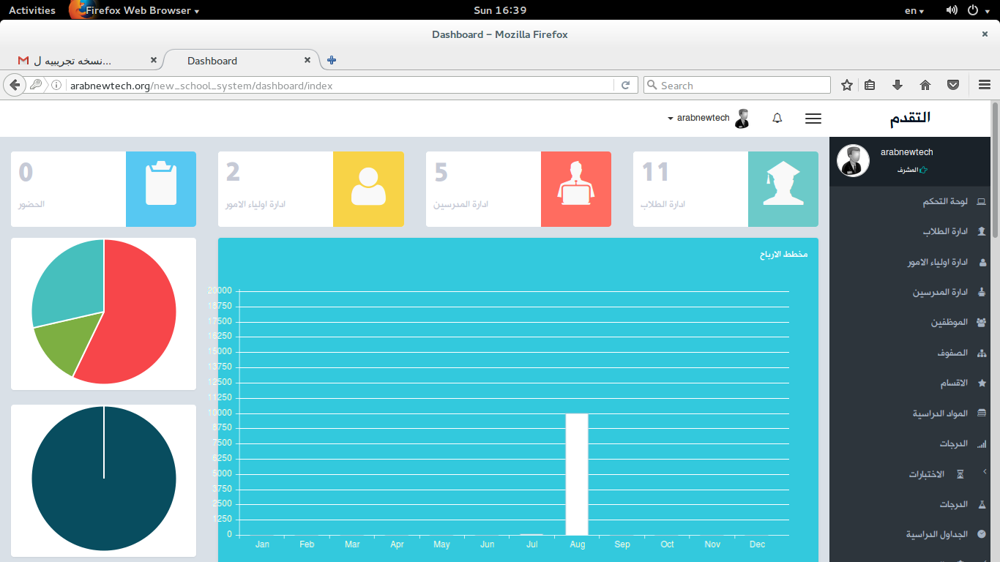 Activities
Firefox Web Browser
Sun 16:39
en
Dashboard – Mozilla Firefox
نسخه تجريبيه ل...
Dashboard
arabnewtech.org/new_school_system/dashboard/index
Search
التقدم
arabnewtech
arabnewtech
المشرف
11
ادارة الطلاب
5
ادارة المدرسين
2
ادارة اولياء الامور
0
الحضور
لوحة التحكم
ادارة الطلاب
ادارة اولياء الامور
ادارة المدرسين
الموظفين
الصفوف
الاقسام
المواد الدراسية
الدرجات
الاختبارات
الدرجات
الجداول الدراسية
مخطط الارباح
20000
18750
17500
16250
15000
13750
12500
11250
10000
8750
7500
6250
5000
3750
2500
1250
0
Jan Feb Mar Apr May Jun Jul Aug Sep Oct Nov Dec